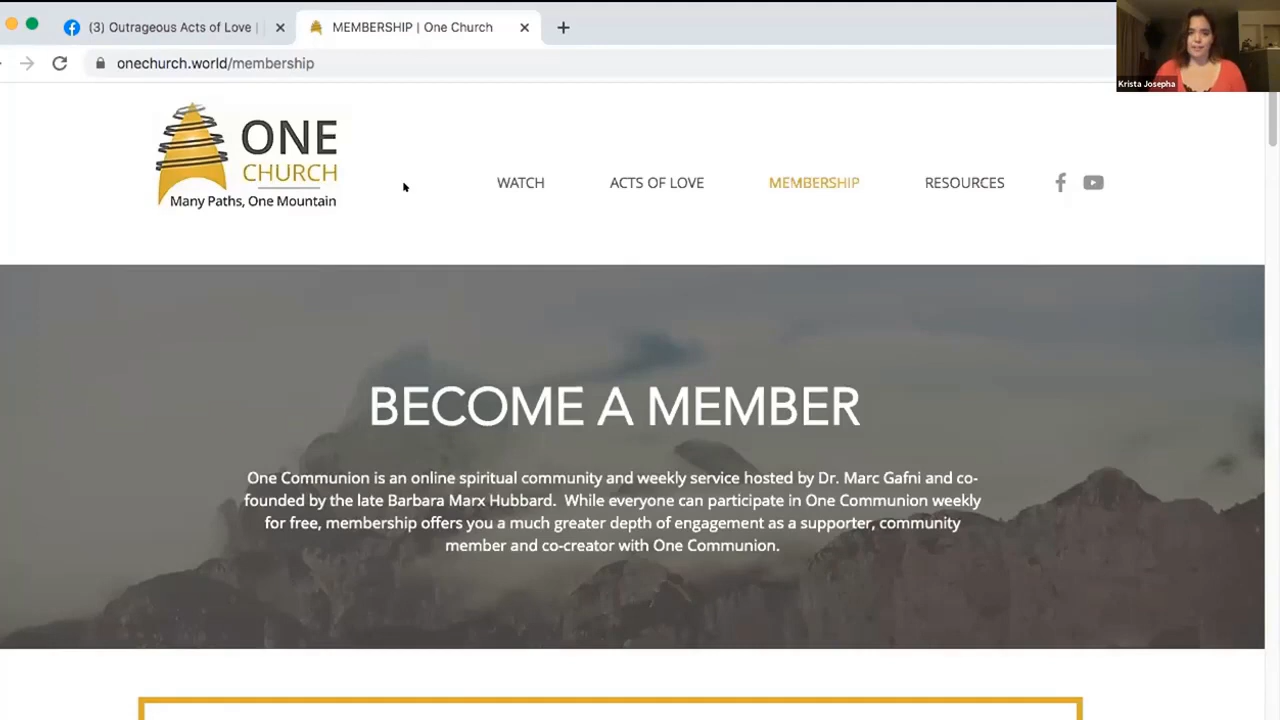 (3) Outrageous Acts of Love |
MEMBERSHIP | One Church
onechurch.world/membership
Krista Josepha
ONE
CHURCH
Many Paths, One Mountain
WATCH
ACTS OF LOVE
MEMBERSHIP
RESOURCES
BECOME A MEMBER
One Communion is an online spiritual community and weekly service hosted by Dr. Marc Gafni and co-
founded by the late Barbara Marx Hubbard. While everyone can participate in One Communion weekly
for free, membership offers you a much greater depth of engagement as a supporter, community
member and co-creator with One Communion.